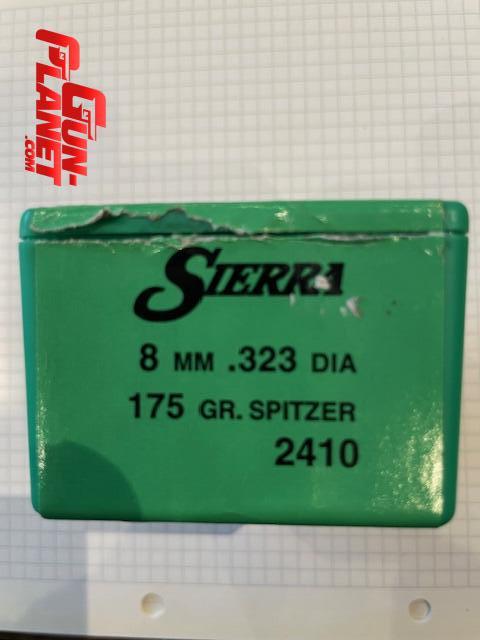 GUN-
PLANET
.com
SIERRA
8 MM .323 DIA
175 GR. SPITZER
2410